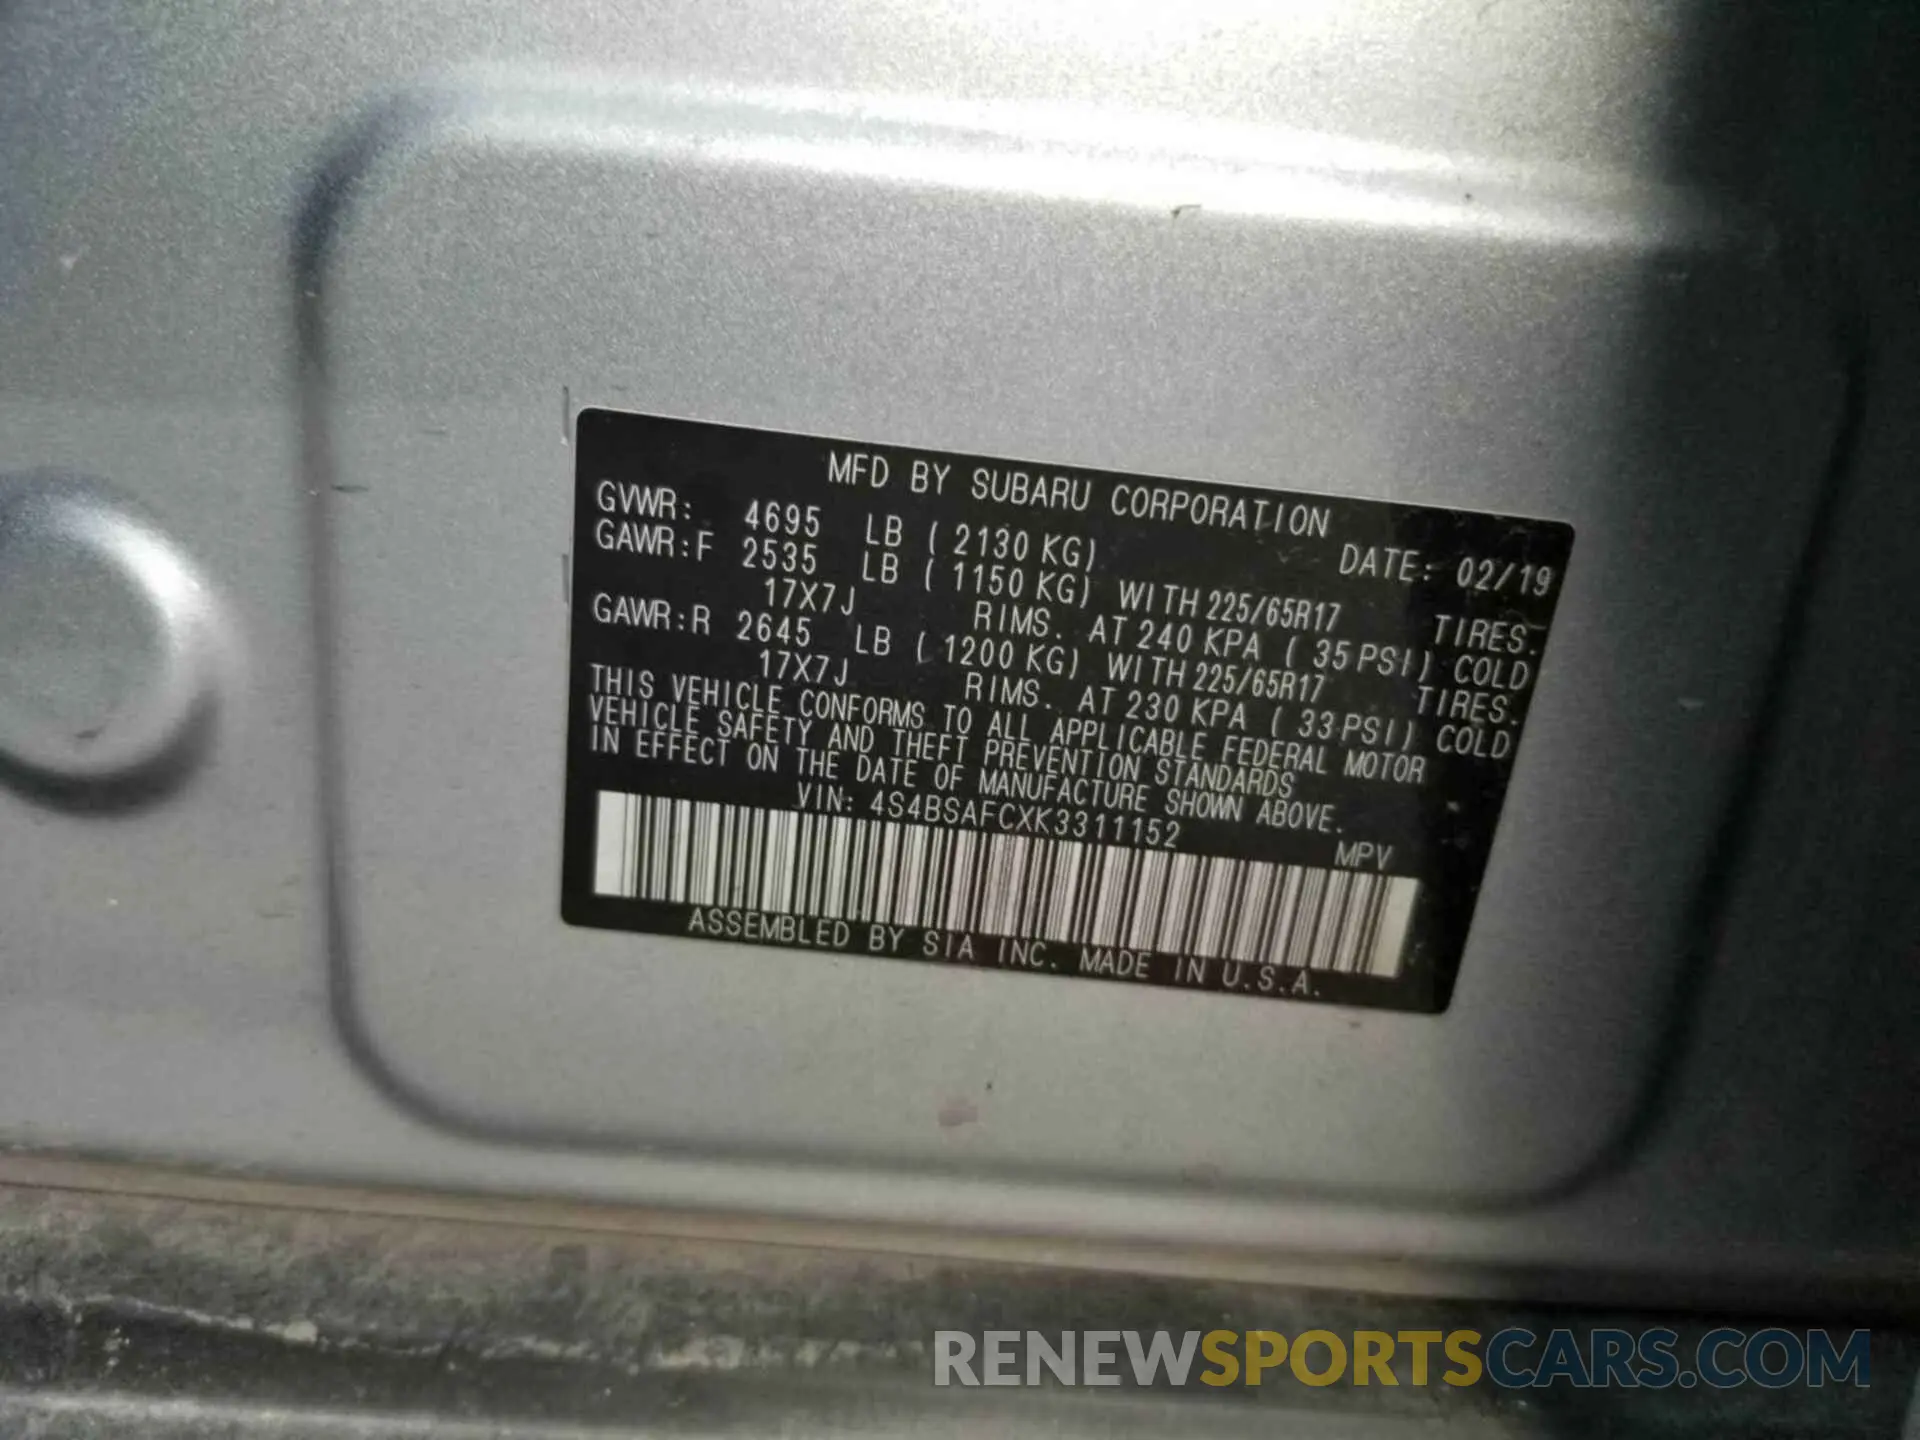 MFD BY SUBARU CORPORATION
GVWR: 4695 LB ( 2130 KG) DATE: 02/19
GAWR:F 2535 LB ( 1150 KG) WITH 225/65R17 TIRES.
17X7J RIMS. AT 240 KPA ( 35 PSI) COLD
GAWR:R 2645 LB ( 1200 KG) WITH 225/65R17 TIRES.
17X7J RIMS. AT 230 KPA ( 33 PSI) COLD
THIS VEHICLE CONFORMS TO ALL APPLICABLE FEDERAL MOTOR
VEHICLE SAFETY AND THEFT PREVENTION STANDARDS
IN EFFECT ON THE DATE OF MANUFACTURE SHOWN ABOVE.
VIN: 4S4BSAFCXK3311152 MPV
ASSEMBLED BY SIA INC. MADE IN U.S.A.
RENEWSPORTSCARS.COM